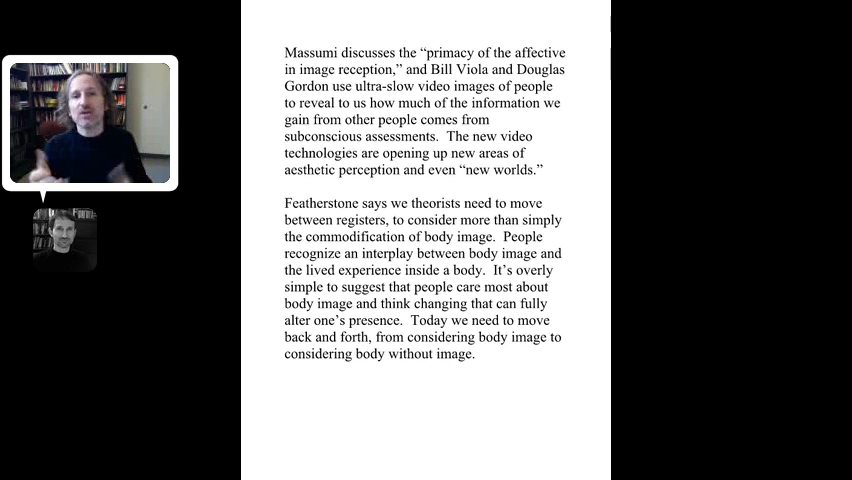 Massumi discusses the “primacy of the affective
in image reception,” and Bill Viola and Douglas
Gordon use ultra-slow video images of people
to reveal to us how much of the information we
gain from other people comes from
subconscious assessments.  The new video
technologies are opening up new areas of
aesthetic perception and even “new worlds.”
Featherstone says we theorists need to move
between registers, to consider more than simply
the commodification of body image.  People
recognize an interplay between body image and
the lived experience inside a body.  It’s overly
simple to suggest that people care most about
body image and think changing that can fully
alter one’s presence.  Today we need to move
back and forth, from considering body image to
considering body without image.